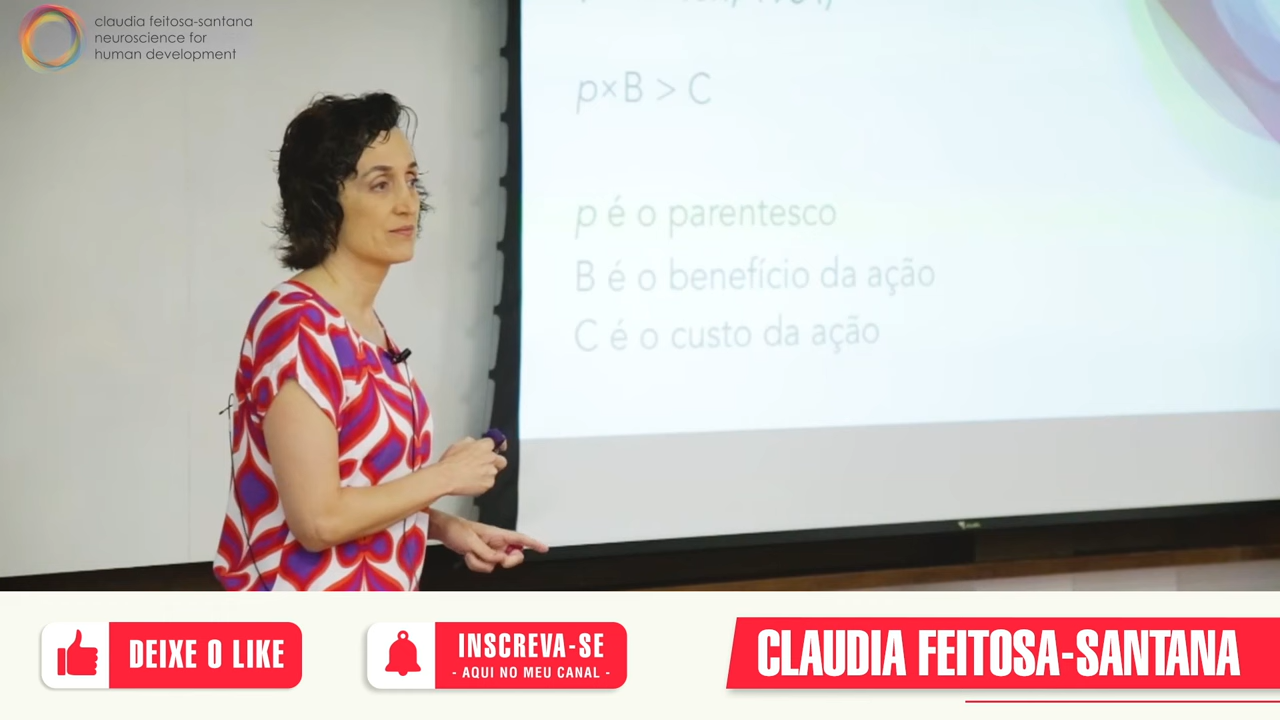 claudia feitosa-santana
neuroscience for
human development
p×B > C
p é o parentesco
B é o benefício da ação
C é o custo da ação
DEIXE O LIKE
INSCREVA-SE
- AQUI NO MEU CANAL -
CLAUDIA FEITOSA-SANTANA